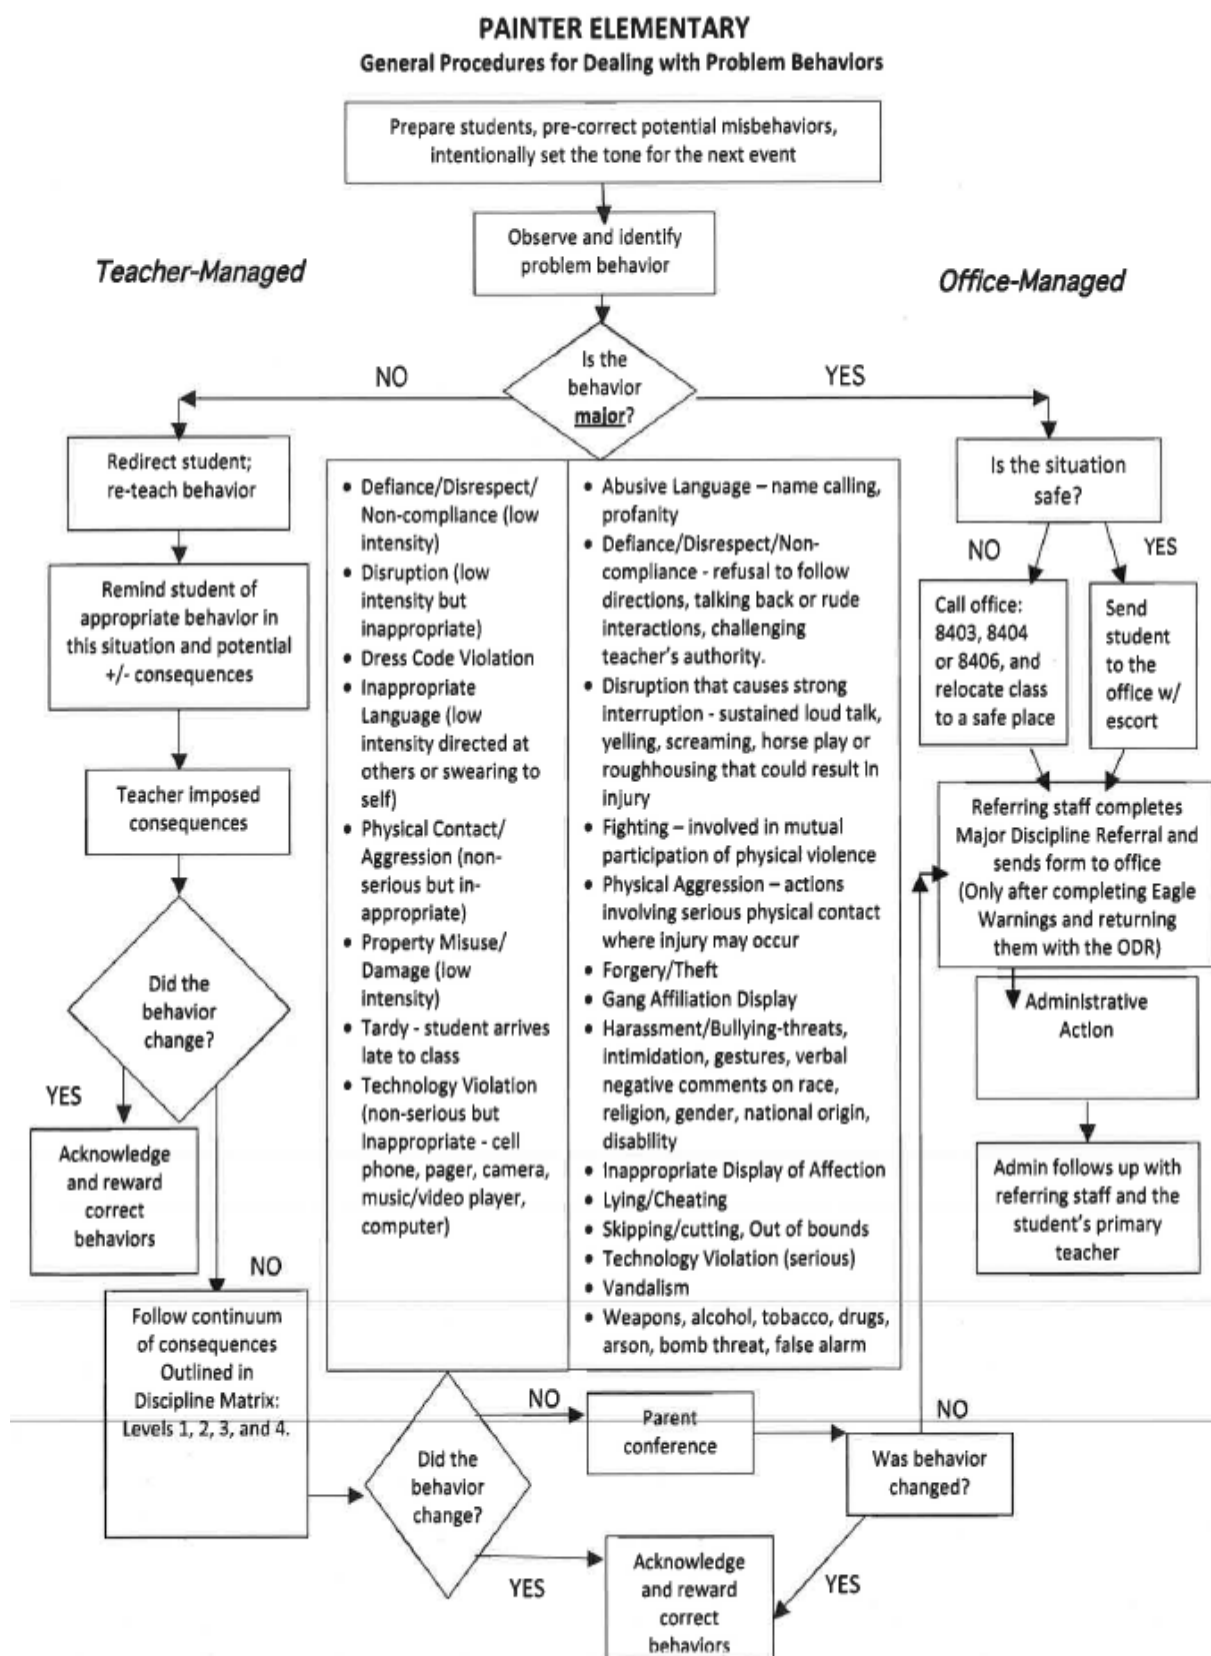 PAINTER ELEMENTARY
General Procedures for Dealing with Problem Behaviors
Prepare students, pre-correct potential misbehaviors,
intentionally set the tone for the next event
Observe and identify
problem behavior
Teacher-Managed
Office-Managed
Is the
behavior
major?
NO
YES
Redirect student;
re-teach behavior
Remind student of
appropriate behavior in
this situation and potential
+/- consequences
Teacher imposed
consequences
Did the
behavior
change?
YES
Acknowledge
and reward
correct
behaviors
NO
Follow continuum
of consequences
Outlined in
Discipline Matrix:
Levels 1, 2, 3, and 4.
• Defiance/Disrespect/
Non-compliance (low
intensity)
• Disruption (low
intensity but
inappropriate)
• Dress Code Violation
• Inappropriate
Language (low
intensity directed at
others or swearing to
self)
• Physical Contact/
Aggression (non-
serious but in-
appropriate)
• Property Misuse/
Damage (low
intensity)
• Tardy - student arrives
late to class
• Technology Violation
(non-serious but
Inappropriate - cell
phone, pager, camera,
music/video player,
computer)
• Abusive Language – name calling,
profanity
• Defiance/Disrespect/Non-
compliance - refusal to follow
directions, talking back or rude
interactions, challenging
teacher's authority.
• Disruption that causes strong
interruption - sustained loud talk,
yelling, screaming, horse play or
roughhousing that could result in
injury
• Fighting – involved in mutual
participation of physical violence
• Physical Aggression – actions
involving serious physical contact
where injury may occur
• Forgery/Theft
• Gang Affiliation Display
• Harassment/Bullying-threats,
intimidation, gestures, verbal
negative comments on race,
religion, gender, national origin,
disability
• Inappropriate Display of Affection
• Lying/Cheating
• Skipping/cutting, Out of bounds
• Technology Violation (serious)
• Vandalism
• Weapons, alcohol, tobacco, drugs,
arson, bomb threat, false alarm
Is the situation
safe?
NO
YES
Call office:
8403, 8404
or 8406, and
relocate class
to a safe place
Send
student
to the
office w/
escort
Referring staff completes
Major Discipline Referral and
sends form to office
(Only after completing Eagle
Warnings and returning
them with the ODR)
Administrative
Action
Admin follows up with
referring staff and the
student's primary
teacher
Did the
behavior
change?
NO
Parent
conference
NO
Was behavior
changed?
YES
Acknowledge
and reward
correct
behaviors
YES